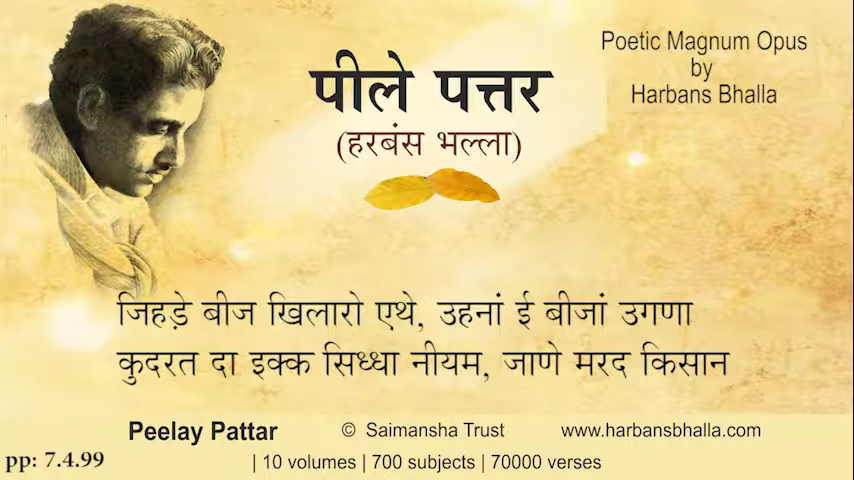 पीले पत्तर
(हरबंस भल्ला)
Poetic Magnum Opus
by
Harbans Bhalla
जिहड़े बीज खिलारो एथे, उहनां ई बीजां उगणा
कुदरत दा इक्क सिध्धा नीयम, जाणे मरद किसान
Peelay Pattar © Saimansha Trust www.harbansbhalla.com
pp: 7.4.99 | 10 volumes | 700 subjects | 70000 verses